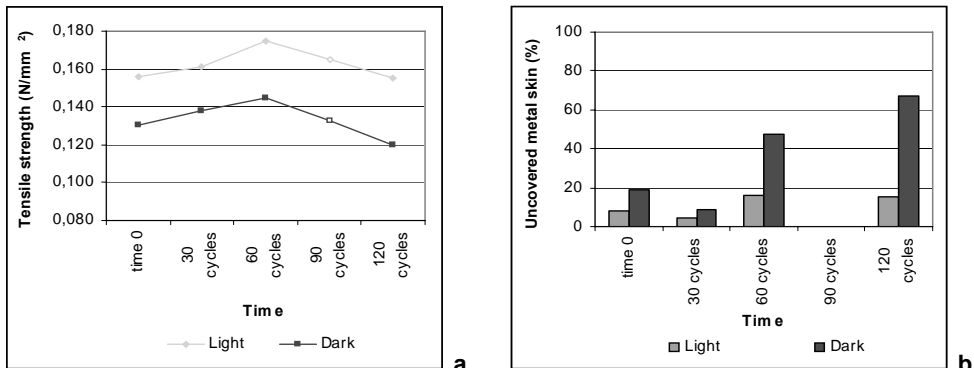 0,180
0,160
0,140
0,120
0,100
0,080
Tensile strength (N/mm ²)
time 0
30 cycles
60 cycles
90 cycles
120 cycles
Time
Light Dark
a
100
80
60
40
20
0
Uncovered metal skin (%)
time 0
30 cycles
60 cycles
90 cycles
120 cycles
Time
Light Dark
b